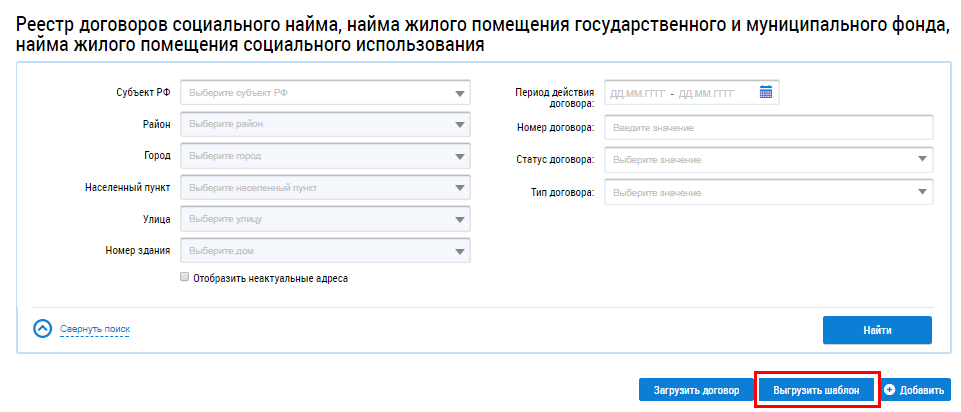 Реестр договоров социального найма, найма жилого помещения государственного и муниципального фонда,
найма жилого помещения социального использования
Субъект РФ
Выберите субъект РФ
Район
Выберите район
Город
Выберите город
Населенный пункт
Выберите населенный пункт
Улица
Выберите улицу
Номер здания
Выберите дом
Отобразить неактуальные адреса
Период действия
договора:
ДД.ММ.ГГГГ - ДД.ММ.ГГГГ
Номер договора:
Введите значение
Статус договора:
Выберите значение
Тип договора:
Выберите значение
Свернуть поиск
Найти
Загрузить договор
Выгрузить шаблон
Добавить